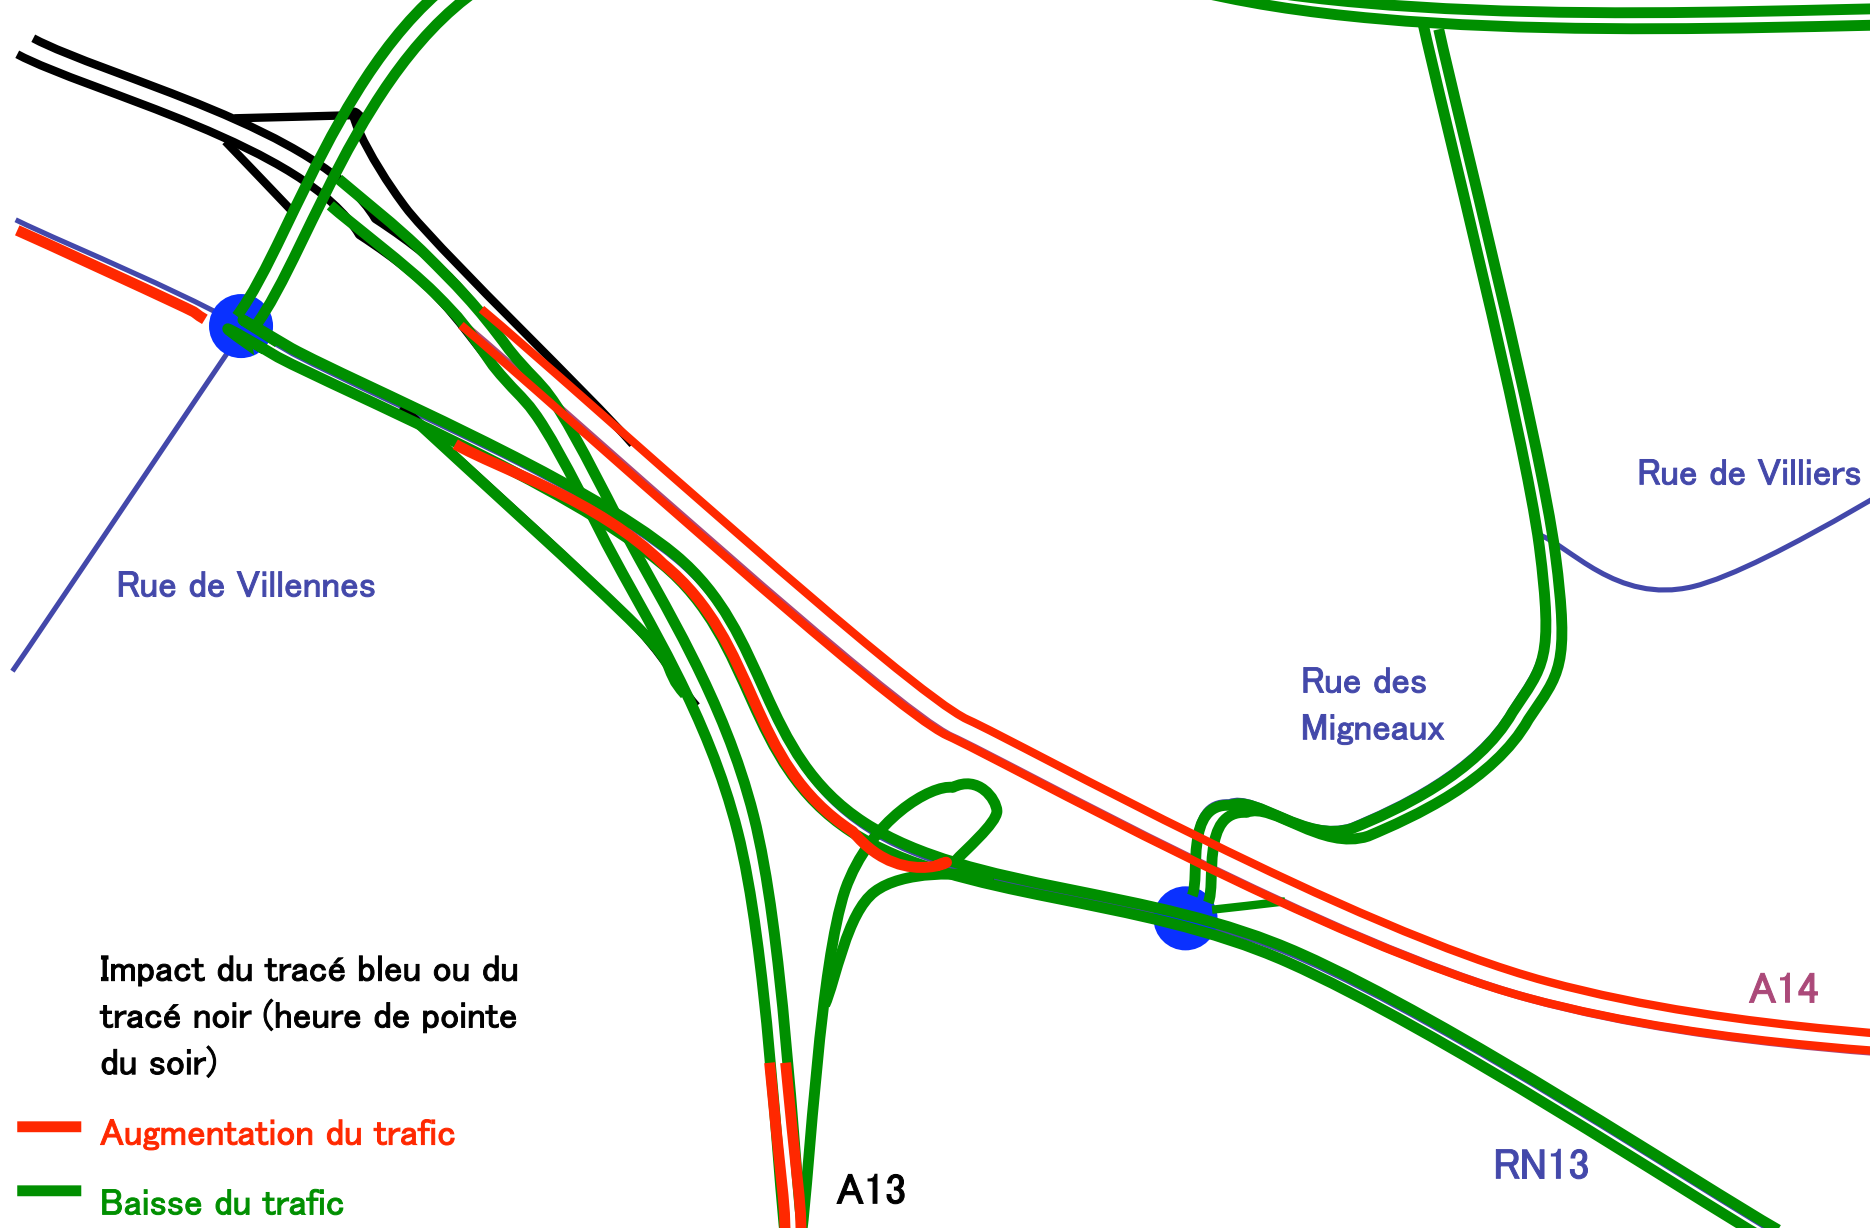 Rue de Villiers
Rue de Villennes
Rue des
Migneaux
Impact du tracé bleu ou du
tracé noir (heure de pointe
du soir)
A14
Augmentation du trafic
RN13
A13
Baisse du trafic